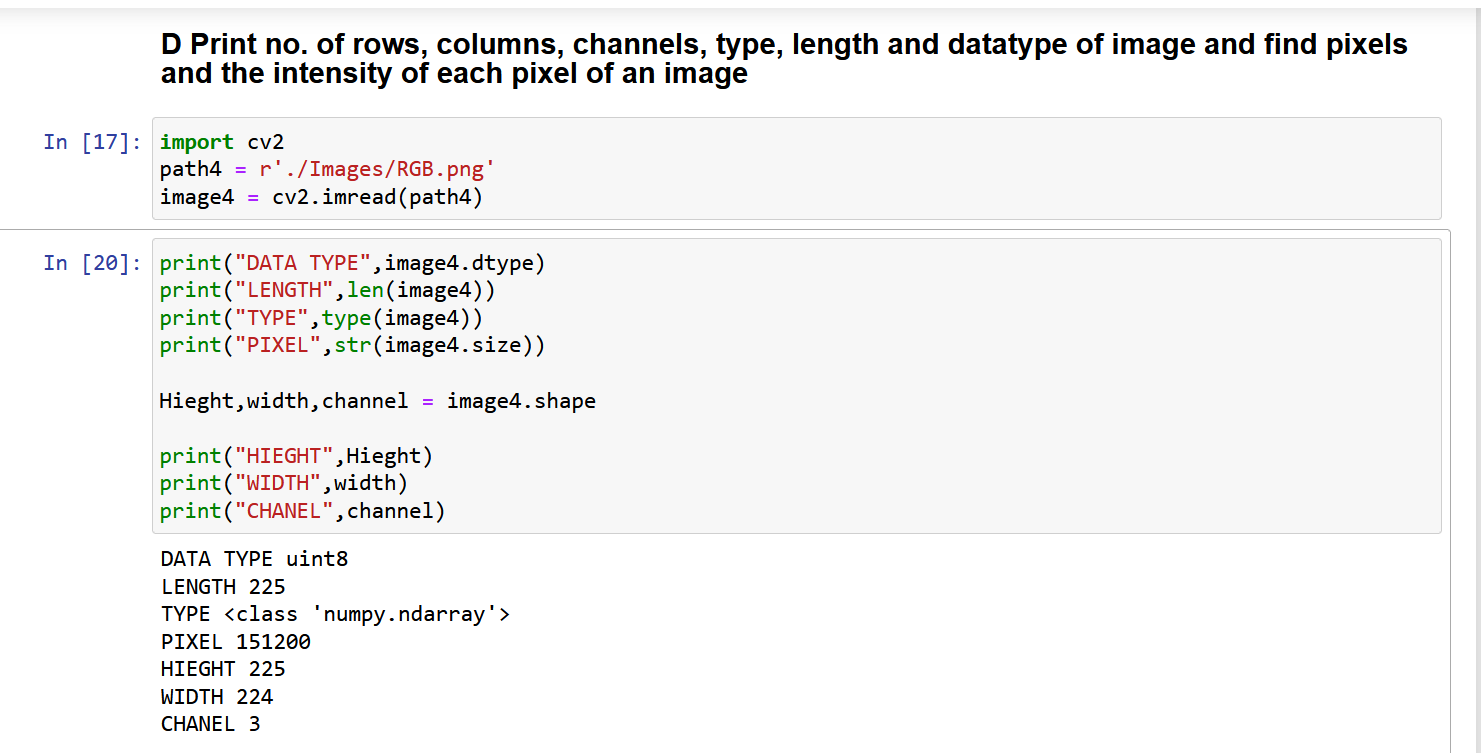 D Print no. of rows, columns, channels, type, length and datatype of image and find pixels
and the intensity of each pixel of an image
In [17]: import cv2
path4 = r'./Images/RGB.png'
image4 = cv2.imread(path4)
In [20]: print("DATA TYPE",image4.dtype)
print("LENGTH",len(image4))
print("TYPE",type(image4))
print("PIXEL",str(image4.size))
Hieght,width,channel = image4.shape
print("HIEGHT",Hieght)
print("WIDTH",width)
print("CHANEL",channel)
DATA TYPE uint8
LENGTH 225
TYPE <class 'numpy.ndarray'>
PIXEL 151200
HIEGHT 225
WIDTH 224
CHANEL 3